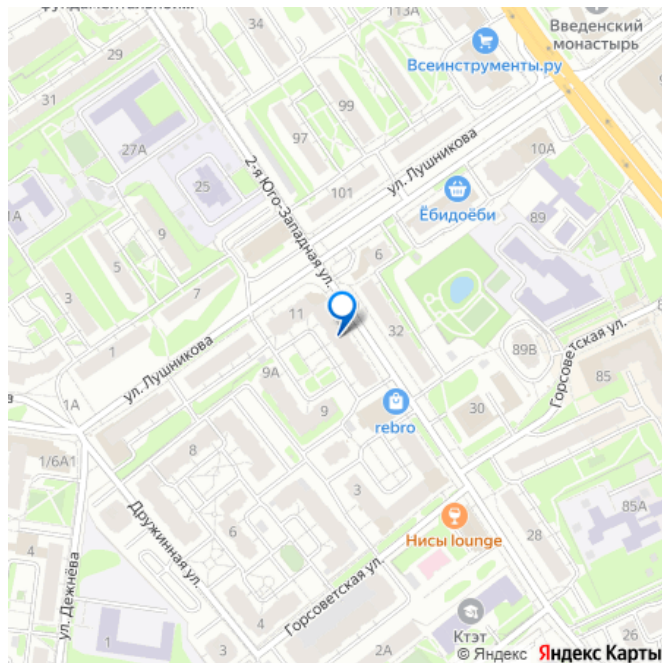 113А
34
Введенский
монастырь
Всеинструменты.ру
29
31
99
97
27А
ул. Лушникова
10А
2-я Юго-Западная ул.
25
101
Ёбидоёби
89
1А
9
5
6
3
7
11
32
Горсоветская ул.
1
ул. Лушникова
89В
85
9А
9
1А
30
rebro
8
1/6А1
3
85А
Дружинная ул.
6
Нисы lounge
28
4
ул. Дежнёва
Горсоветская ул.
4
Ктэт
26
1
3
2А
© Яндекс Яндекс Карты